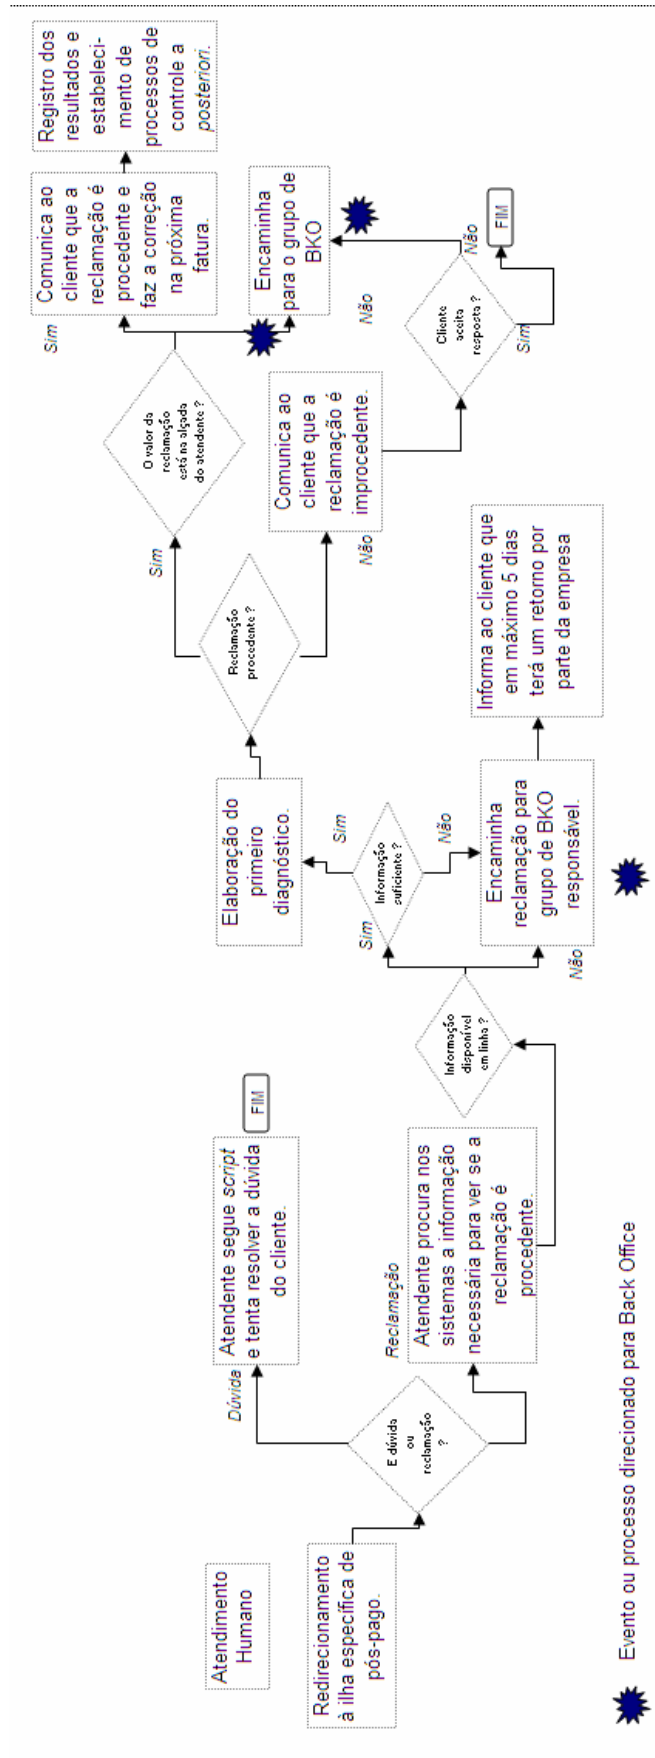 Atendimento
Humano
Redirecionamento
à ilha específica de
pós-pago.
E dúvida
ou
reclamação
?
Dúvida
Atendente segue script
e tenta resolver a dúvida
do cliente.
FIM
Reclamação
Atendente procura nos
sistemas a informação
necessária para ver se a
reclamação é
procedente.
Informação
disponível
em linha ?
Sim
Não
Informação
suficiente ?
Sim
Não
Elaboração do
primeiro
diagnóstico.
Encaminha
reclamação para
grupo de BKO
responsável.
Informa ao cliente que
em máximo 5 dias
terá um retorno por
parte da empresa
Reclamação
procedente ?
Sim
Não
O valor da
reclamação
está na alçada
do atendente ?
Sim
Não
Comunica ao
cliente que a
reclamação é
improcedente.
Comunica ao
cliente que a
reclamação é
procedente e
faz a correção
na próxima
fatura.
Registro dos
resultados e
estabeleci-
mento de
processos de
controle a
posteriori.
Encaminha
para o grupo de
BKO
Cliente
aceita
resposta ?
Não
Sim
FIM
Evento ou processo direcionado para Back Office